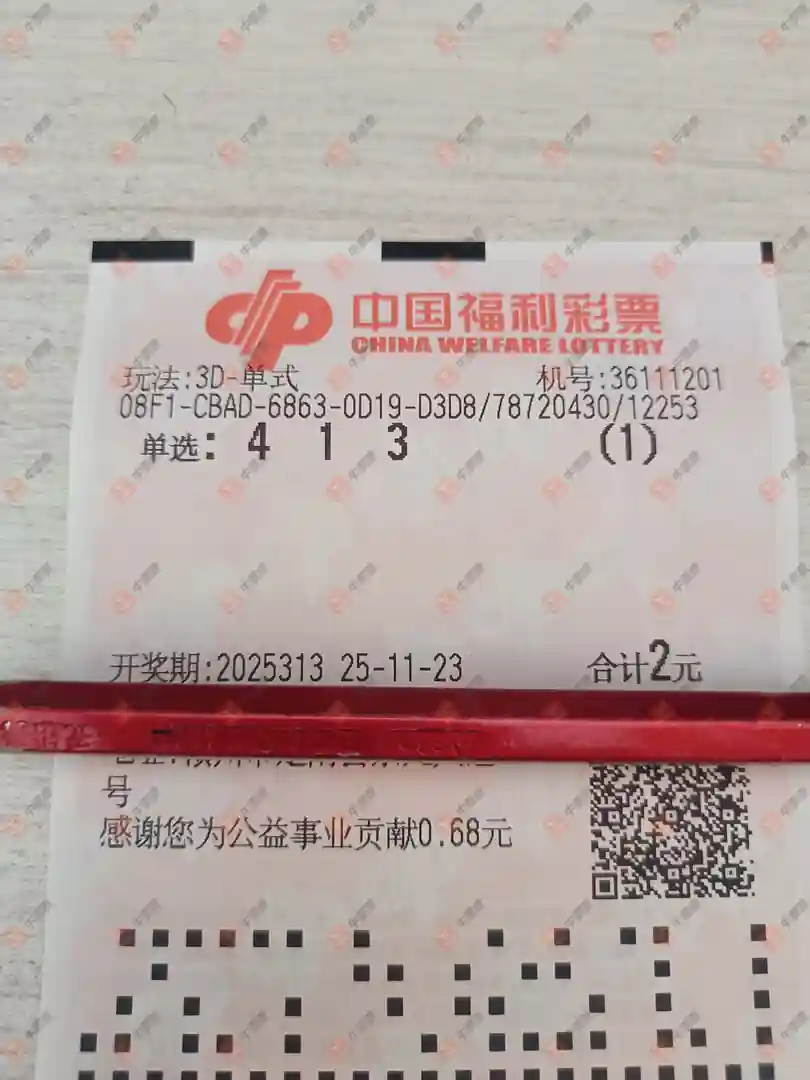 中国福利彩票
CHINA WELFARE LOTTERY
玩法:3D-单式 机号:36111201
08F1-CBAD-6863-0D19-D3D8/78720430/12253
单选: 4 1 3 (1)
开奖期:2025313 25-11-23 合计2元
号
感谢您为公益事业贡献0.68元